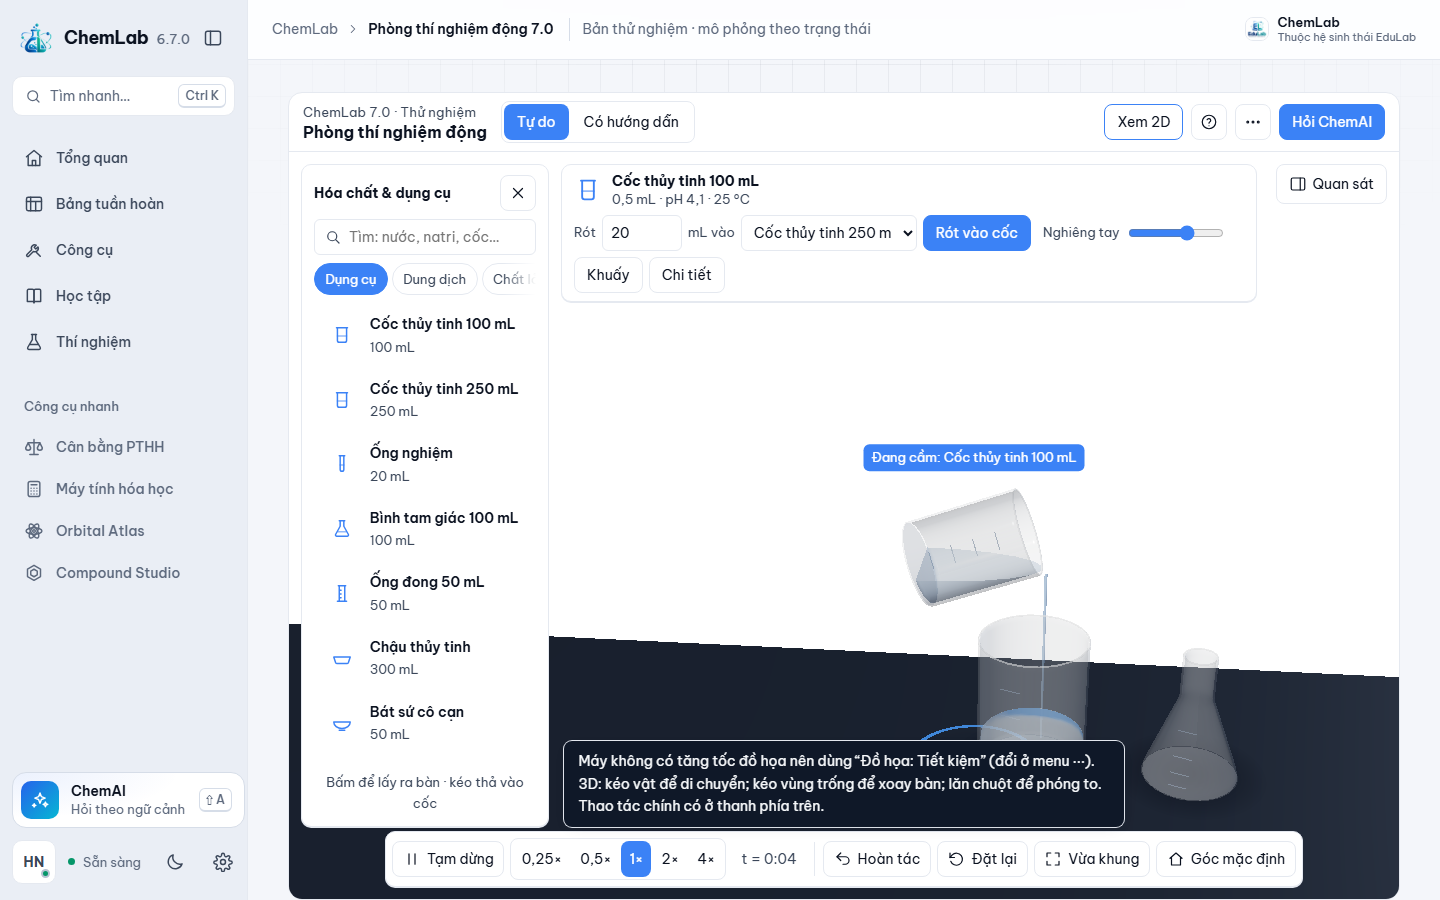 ChemLab 6.7.0
Tìm nhanh... Ctrl K
Tổng quan
Bảng tuần hoàn
Công cụ
Học tập
Thí nghiệm
Công cụ nhanh
Cân bằng PTHH
Máy tính hóa học
Orbital Atlas
Compound Studio
ChemAI
Hỏi theo ngữ cảnh
⇧ A
HN
Sẵn sàng
ChemLab > Phòng thí nghiệm động 7.0 Bản thử nghiệm · mô phỏng theo trạng thái
ChemLab
Thuộc hệ sinh thái EduLab
ChemLab 7.0 · Thử nghiệm
Phòng thí nghiệm động
Tự do Có hướng dẫn
Xem 2D
Hỏi ChemAI
Hóa chất & dụng cụ
Tìm: nước, natri, cốc...
Dụng cụ Dung dịch Chất l
Cốc thủy tinh 100 mL
100 mL
Cốc thủy tinh 250 mL
250 mL
Ống nghiệm
20 mL
Bình tam giác 100 mL
100 mL
Ống đong 50 mL
50 mL
Chậu thủy tinh
300 mL
Bát sứ cô cạn
50 mL
Bấm để lấy ra bàn · kéo thả vào
cốc
Cốc thủy tinh 100 mL
0,5 mL · pH 4,1 · 25 °C
Rót 20 mL vào Cốc thủy tinh 250 m Rót vào cốc Nghiêng tay
Khuấy Chi tiết
Quan sát
Đang cầm: Cốc thủy tinh 100 mL
Máy không có tăng tốc đồ họa nên dùng “Đồ họa: Tiết kiệm” (đổi ở menu ···).
3D: kéo vật để di chuyển; kéo vùng trống để xoay bàn; lăn chuột để phóng to.
Thao tác chính có ở thanh phía trên.
Tạm dừng 0,25× 0,5× 1× 2× 4× t = 0:04 Hoàn tác Đặt lại Vừa khung Góc mặc định